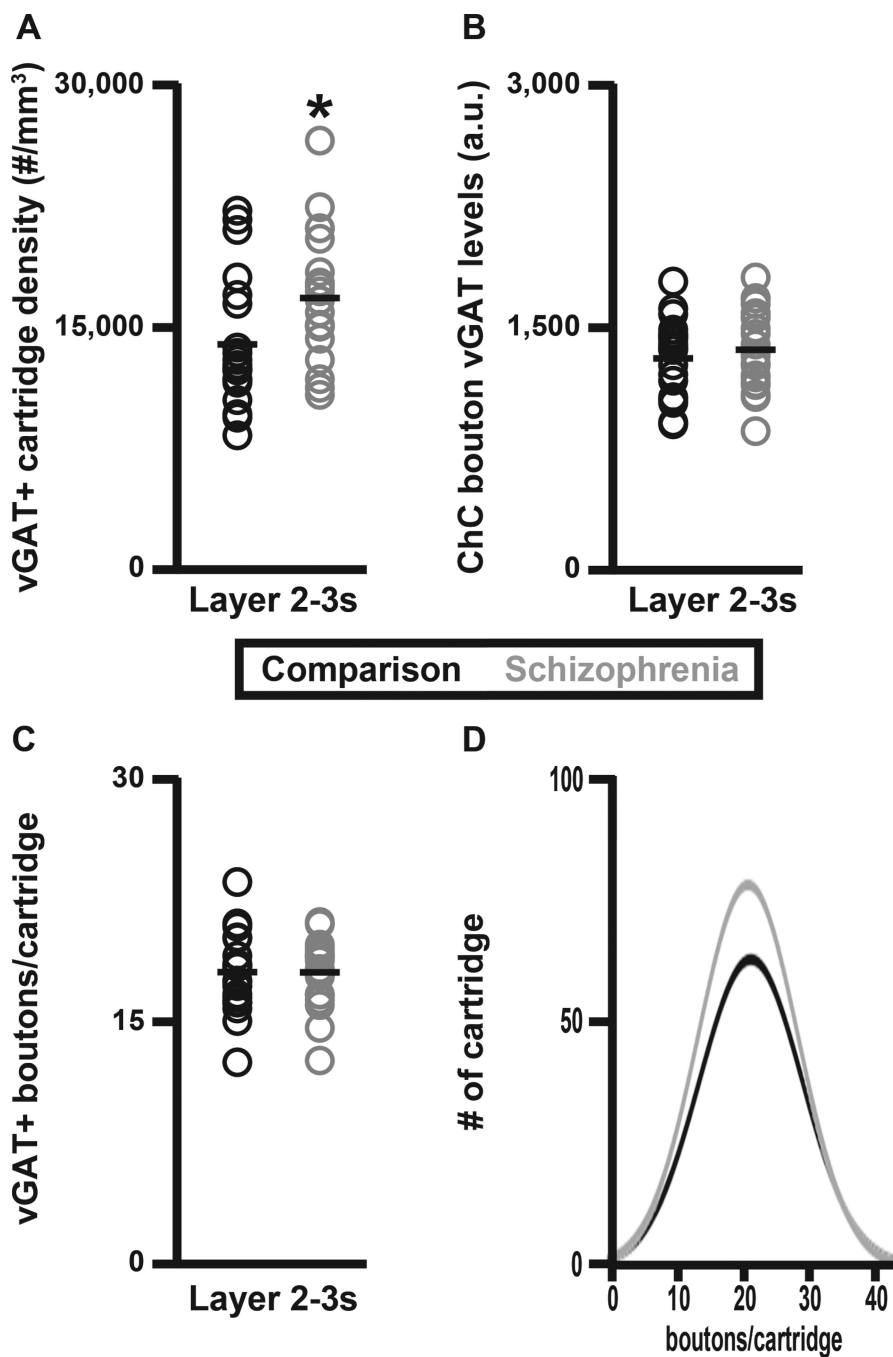 A
vGAT+ cartridge density (#/mm³)
30,000
*
15,000
0
Layer 2-3s
B
ChC bouton vGAT levels (a.u.)
3,000
1,500
0
Layer 2-3s
Comparison Schizophrenia
C
vGAT+ boutons/cartridge
30
15
0
Layer 2-3s
D
# of cartridge
100
50
0
0 10 20 30 40
boutons/cartridge